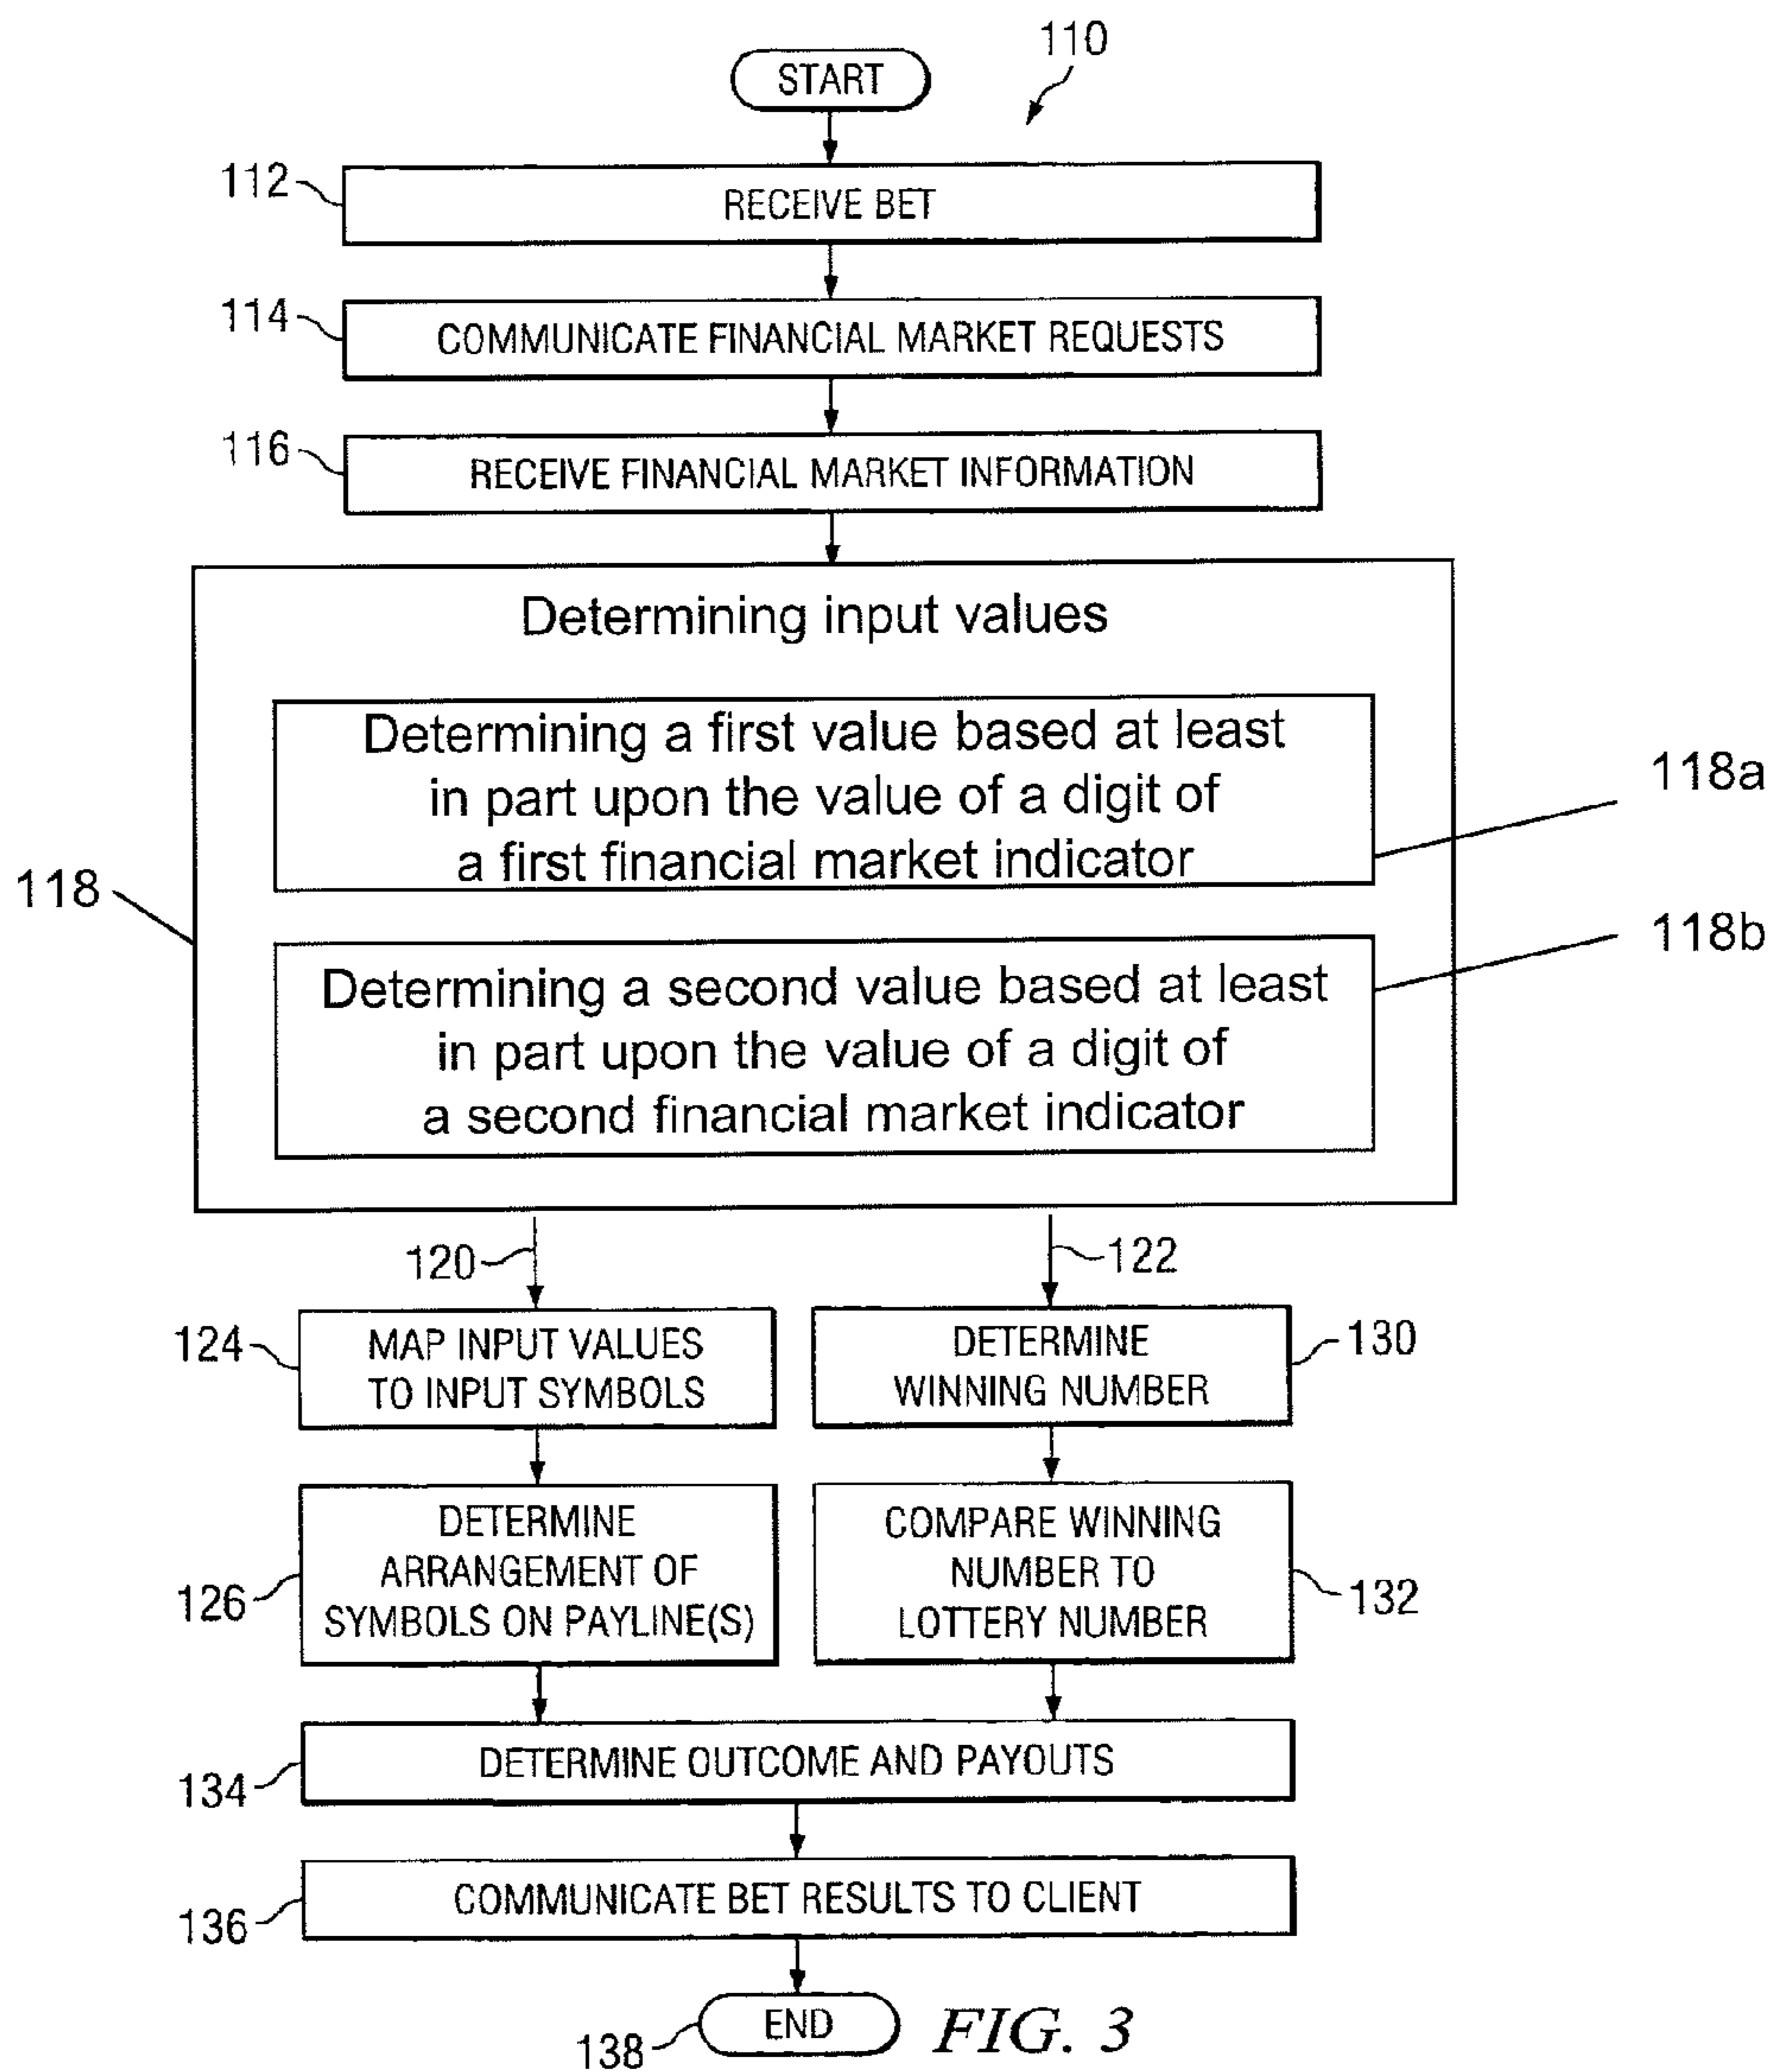 110
START
112
RECEIVE BET
114
COMMUNICATE FINANCIAL MARKET REQUESTS
116
RECEIVE FINANCIAL MARKET INFORMATION
Determining input values
Determining a first value based at least
in part upon the value of a digit of
a first financial market indicator
118a
118
Determining a second value based at least
in part upon the value of a digit of
a second financial market indicator
118b
120
122
124
MAP INPUT VALUES
TO INPUT SYMBOLS
DETERMINE
WINNING NUMBER
130
126
DETERMINE
ARRANGEMENT OF
SYMBOLS ON PAYLINE(S)
COMPARE WINNING
NUMBER TO
LOTTERY NUMBER
132
134
DETERMINE OUTCOME AND PAYOUTS
136
COMMUNICATE BET RESULTS TO CLIENT
138
END
FIG. 3